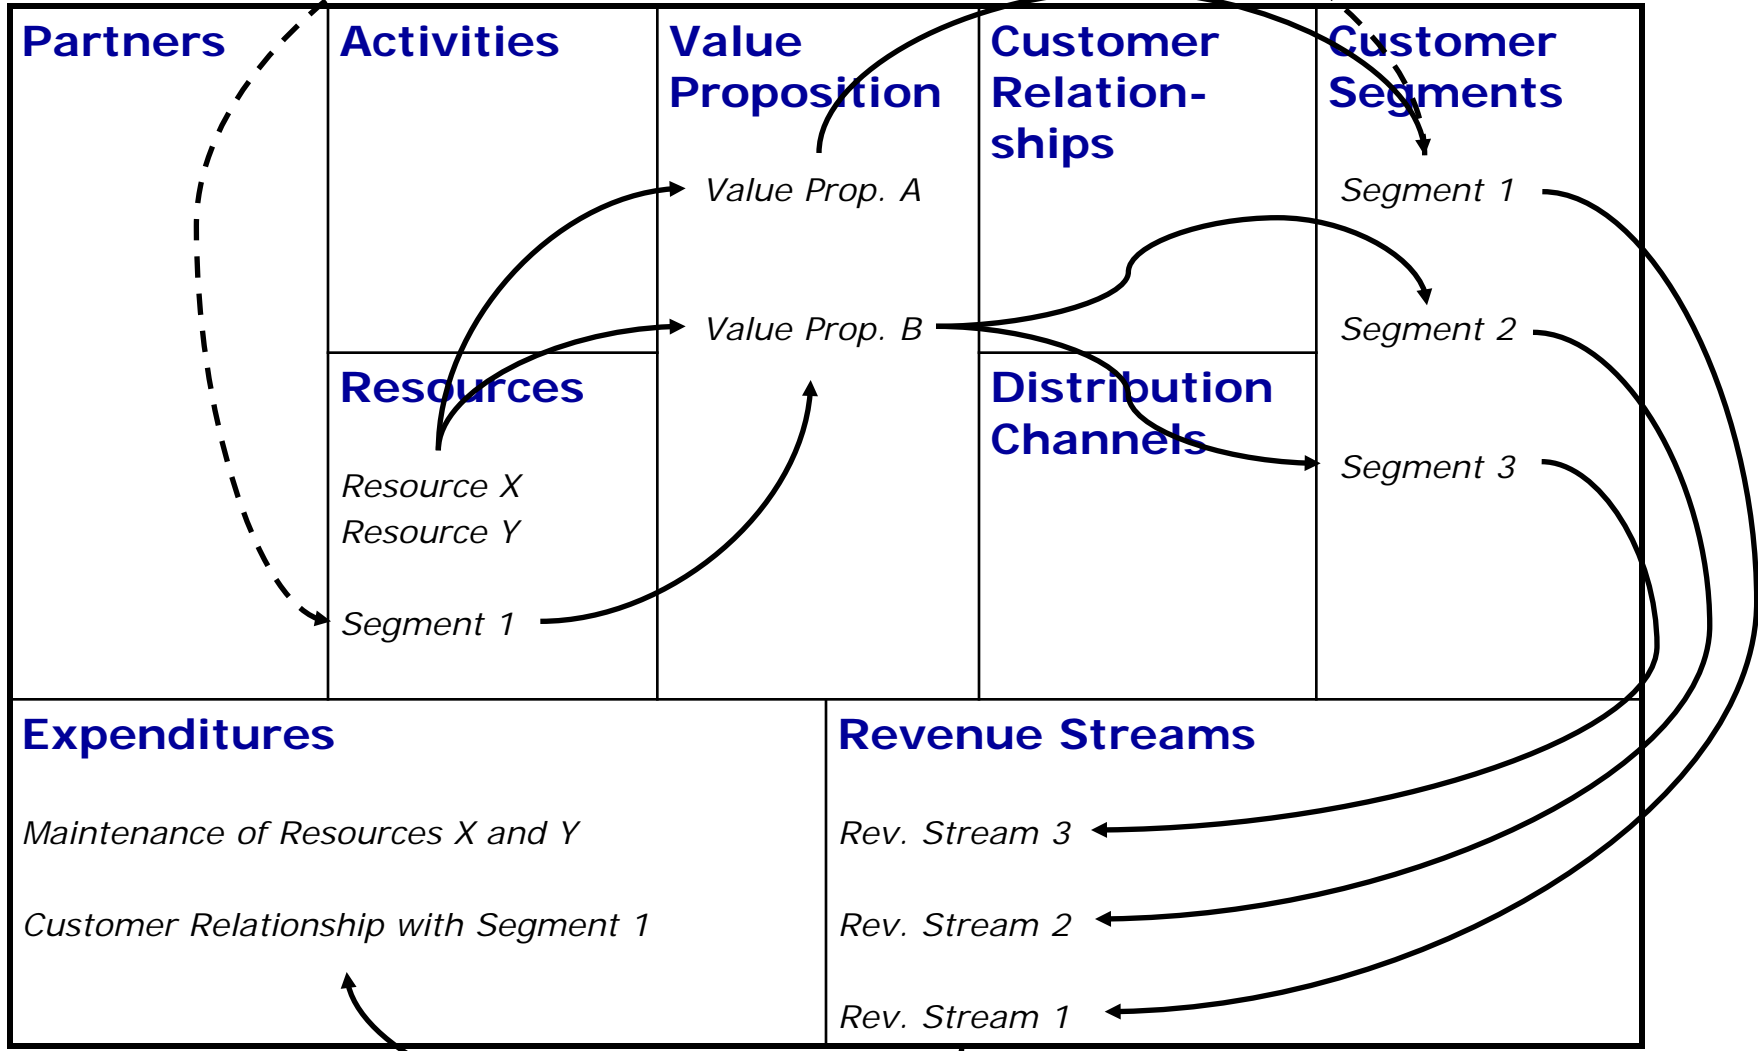 Partners
Activities
Value
Proposition
Customer
Relation-
ships
Customer
Segments
Value Prop. A
Segment 1
Value Prop. B
Segment 2
Resources
Distribution
Channels
Segment 3
Resource X
Resource Y
Segment 1
Expenditures
Revenue Streams
Maintenance of Resources X and Y
Rev. Stream 3
Customer Relationship with Segment 1
Rev. Stream 2
Rev. Stream 1